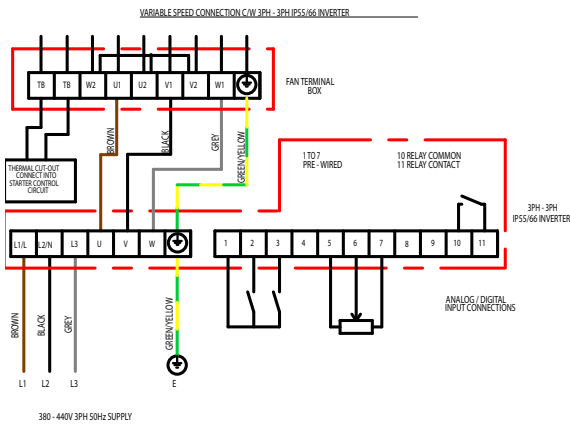 VARIABLE SPEED CONNECTION C/W 3PH - 3PH IP55/66 INVERTER
TB TB W2 U1 U2 V1 V2 W1
FAN TERMINAL
BOX
BROWN
BLACK
GREY
GREEN/YELLOW
THERMAL CUT-OUT
CONNECT INTO
STARTER CONTROL
CIRCUIT
1 TO 7
PRE - WIRED
10 RELAY COMMON
11 RELAY CONTACT
3PH - 3PH
IP55/66 INVERTER
L1/L L2/N L3 U V W
1 2 3 4 5 6 7 8 9 10 11
ANALOG / DIGITAL
INPUT CONNECTIONS
BROWN
BLACK
GREY
GREEN/YELLOW
L1 L2 L3 E
380 - 440V 3PH 50Hz SUPPLY